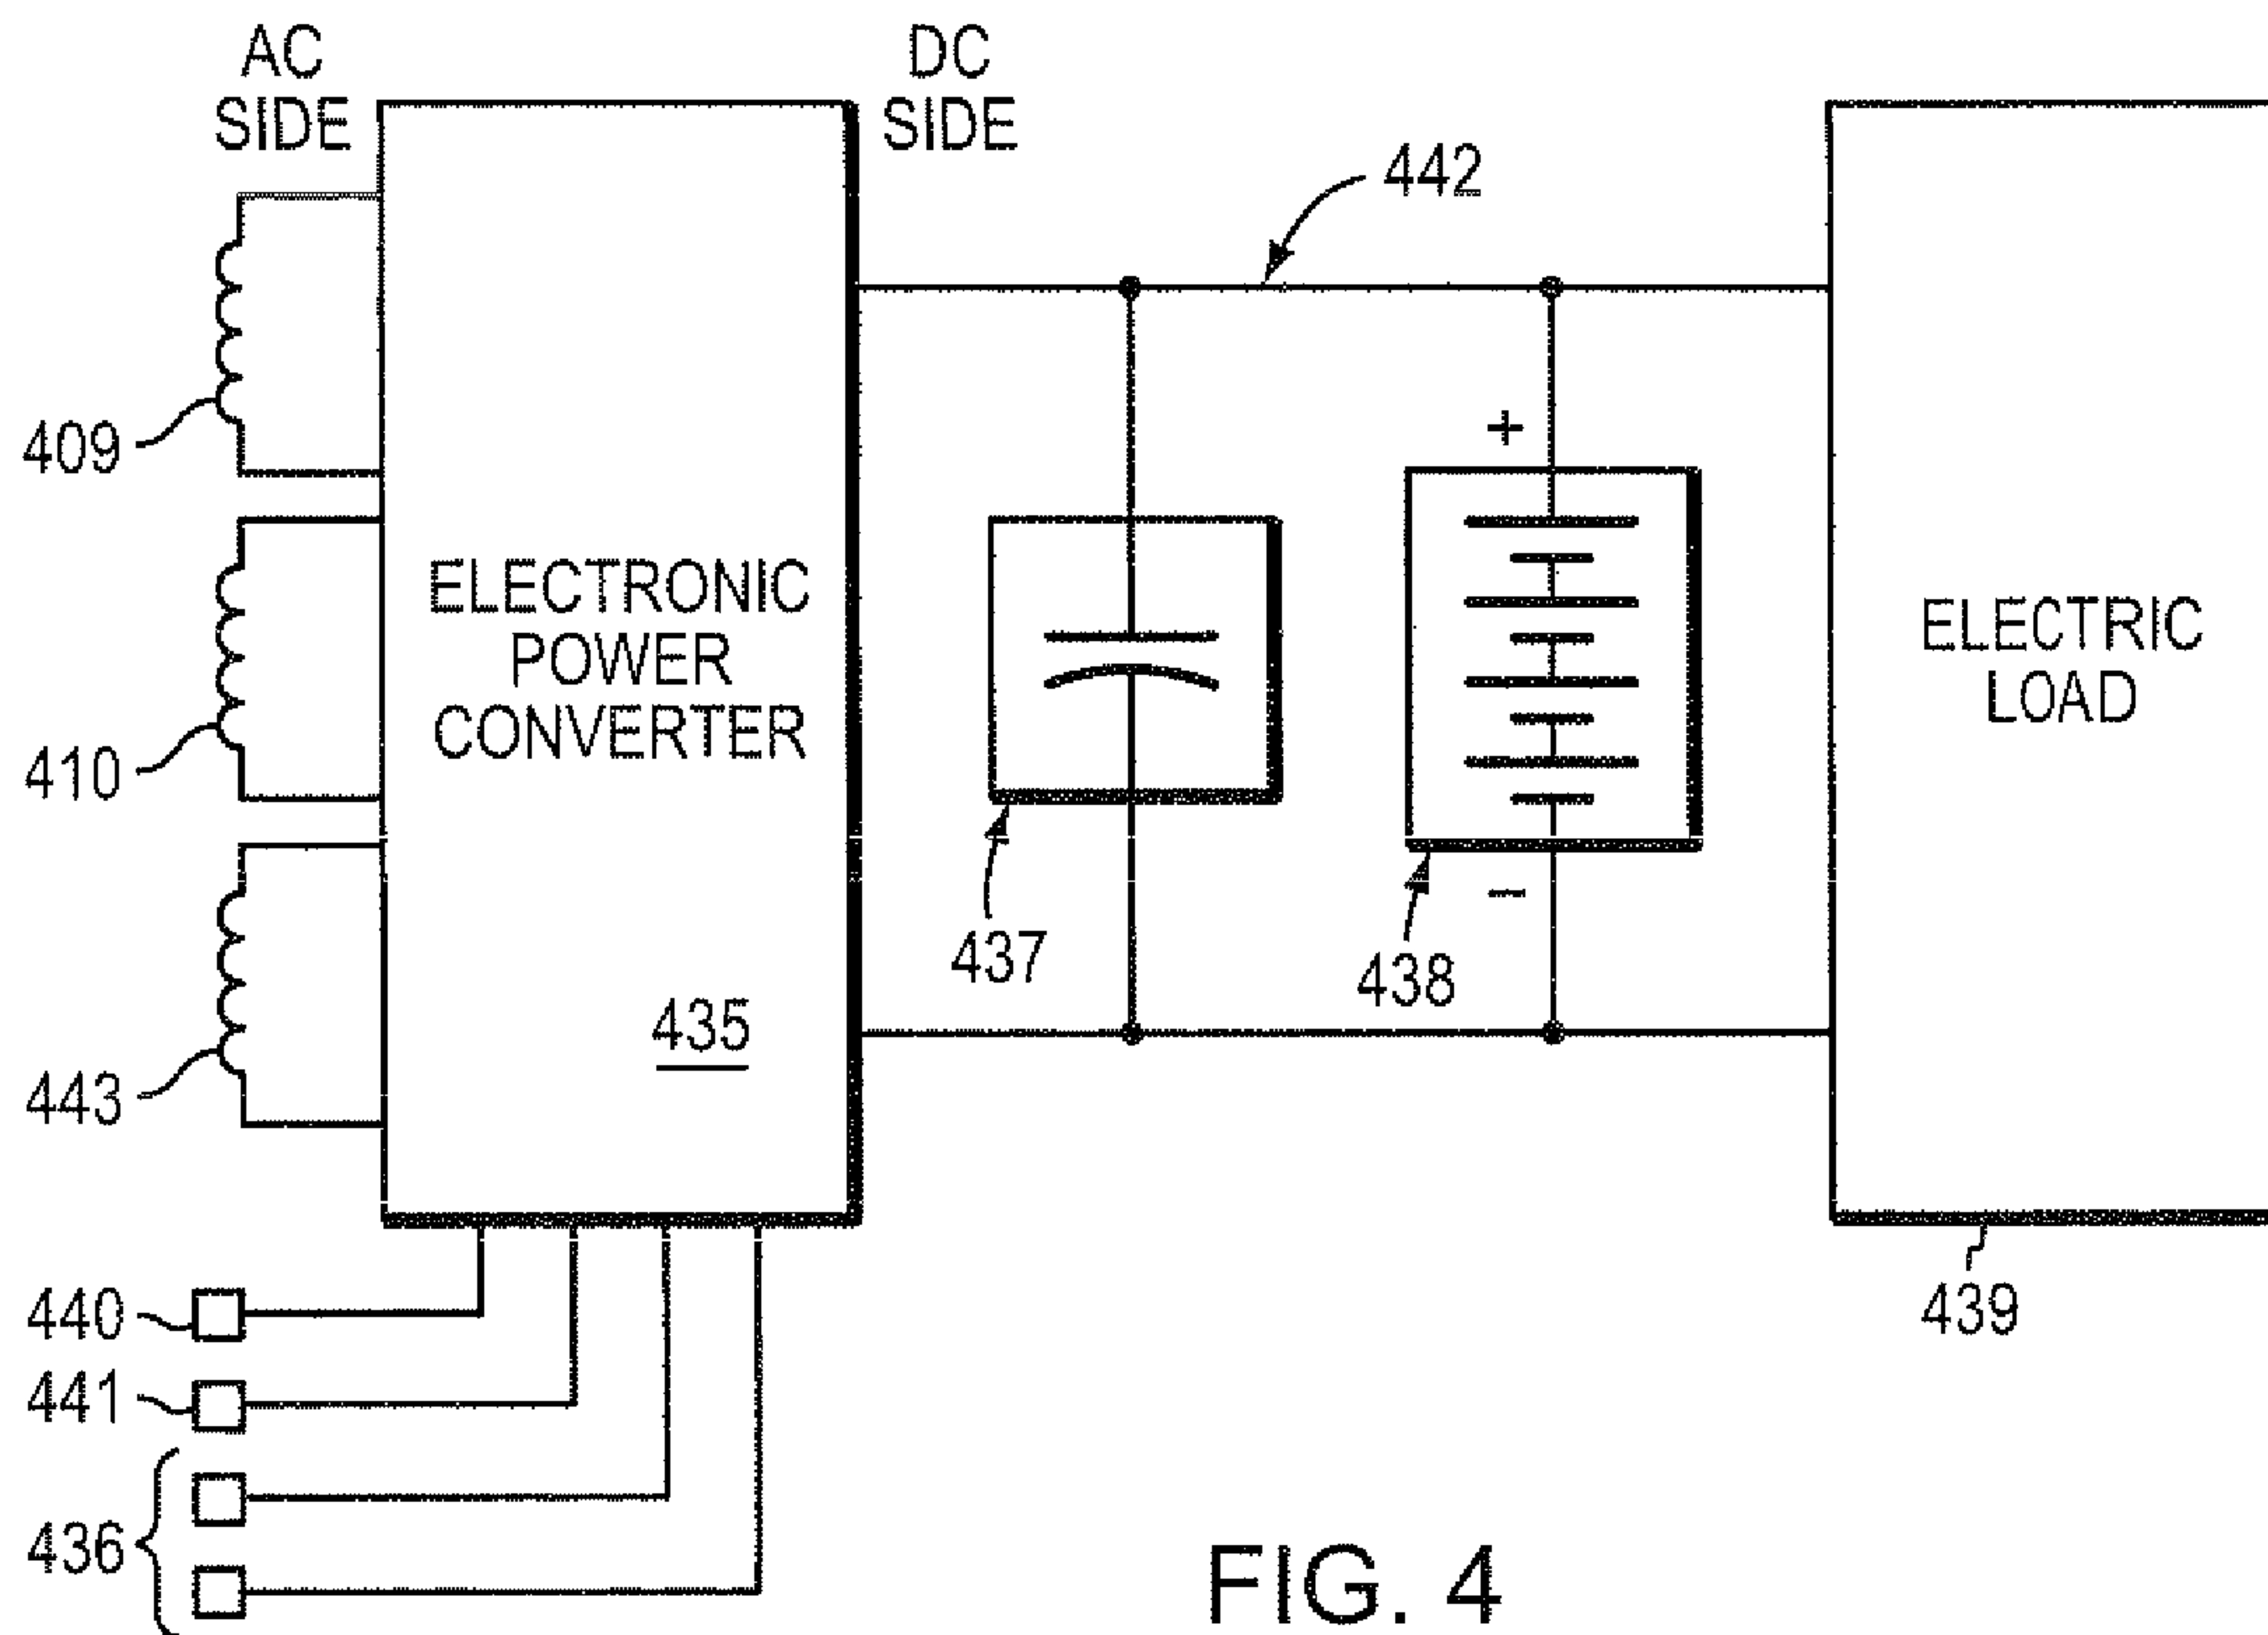 AC
SIDE
DC
SIDE
442
409
ELECTRONIC
POWER
CONVERTER
410
435
443
+
−
437
438
ELECTRIC
LOAD
439
440
441
436
FIG. 4